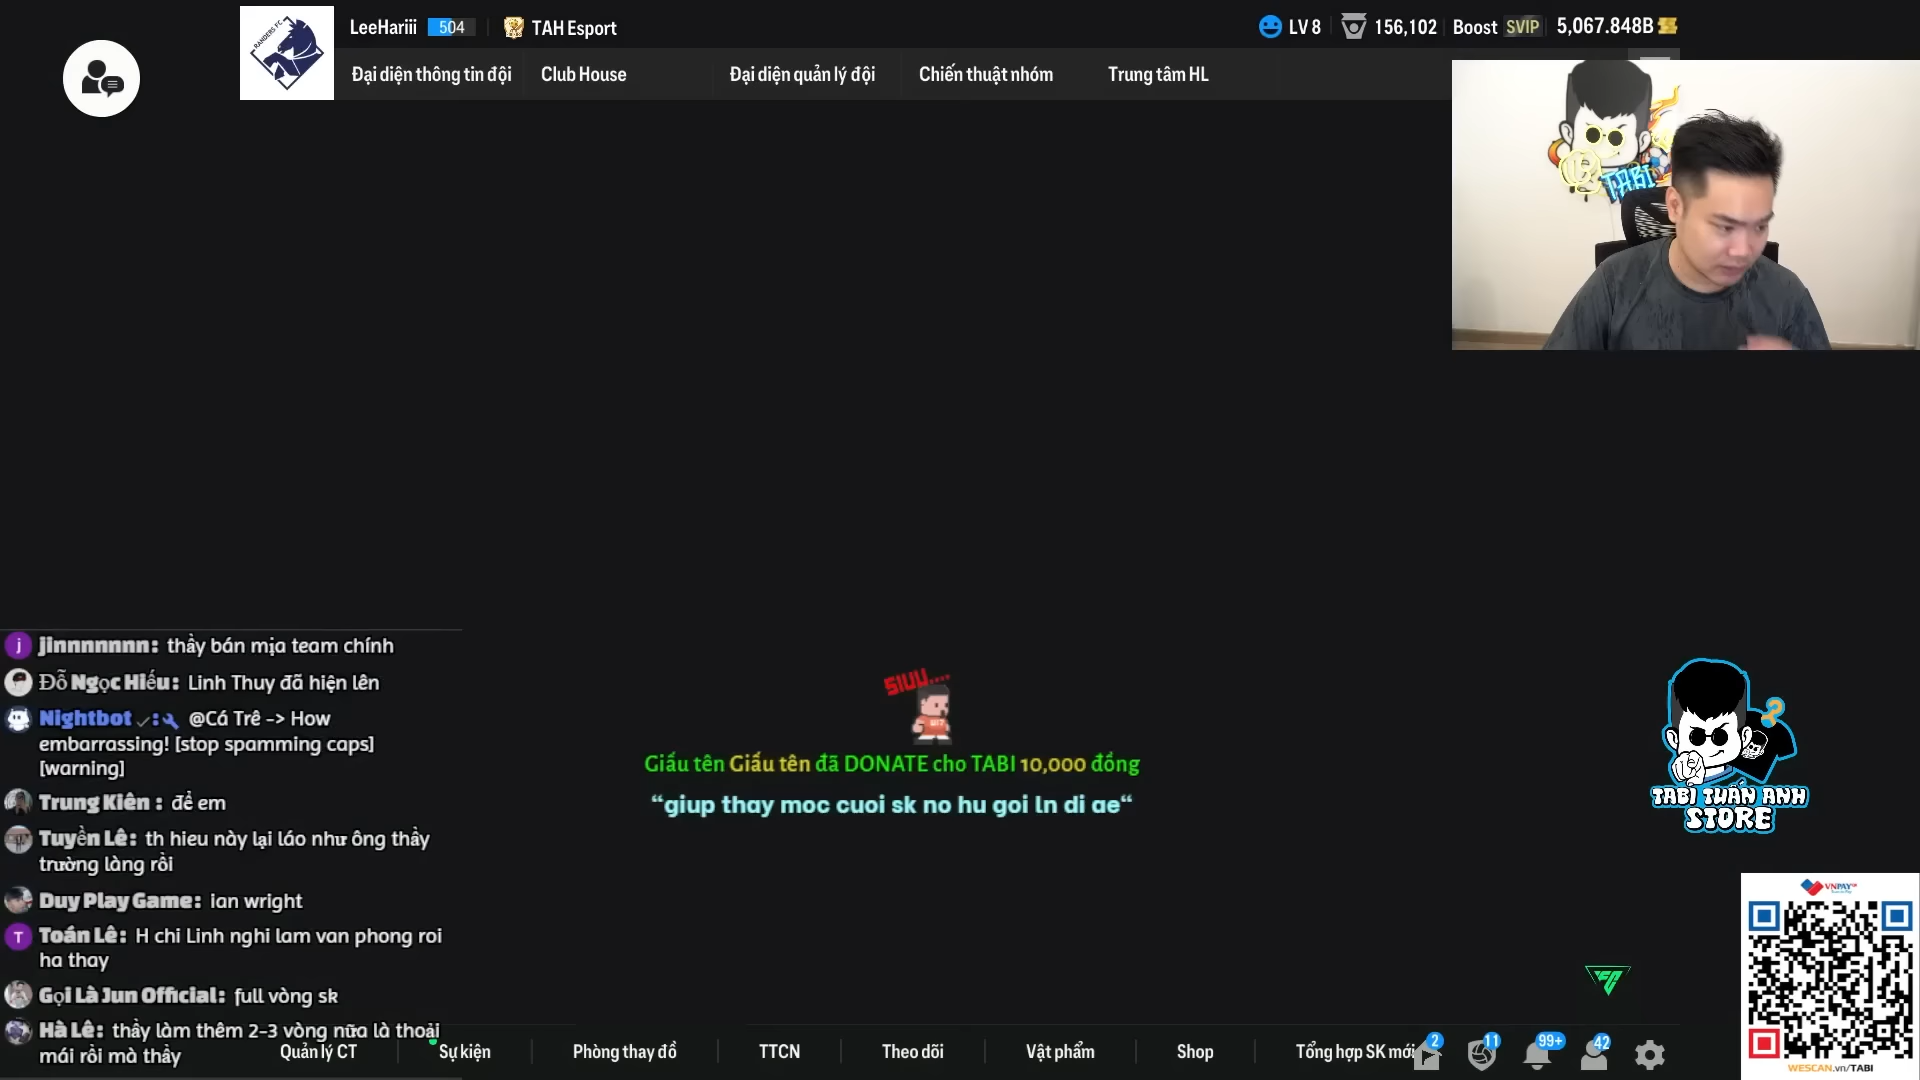 LeeHariii 504 TAH Esport LV 8 156,102 Boost SVIP 5,067.848B
Đại diện thông tin đội Club House Đại diện quản lý đội Chiến thuật nhóm Trung tâm HL
RANDERS FC
TABI
jinnnnnnn: thầy bán mịa team chính
Đỗ Ngọc Hiếu: Linh Thuy đã hiện lên
Nightbot : @Cá Trê -> How
embarrassing! [stop spamming caps]
[warning]
Trung Kiên : để em
Tuyền Lê: th hieu này lại láo như ông thầy
trường làng rồi
Duy Play Game: ian wright
T Toán Lê: H chi Linh nghi lam van phong roi
ha thay
Gọi Là Jun Official: full vòng sk
Hà Lê: thầy làm thêm 2-3 vòng nữa là thoải
mái rồi mà thầy
SIUU....
Giấu tên Giấu tên đã DONATE cho TABI 10,000 đồng
“giup thay moc cuoi sk no hu goi ln di ae“
TABI TUẤN ANH
STORE
VNPAY
WESCAN.vn/TABI
Quản lý CT Sự kiện Phòng thay đồ TTCN Theo dõi Vật phẩm Shop Tổng hợp SK mới 2 11 99+ 42